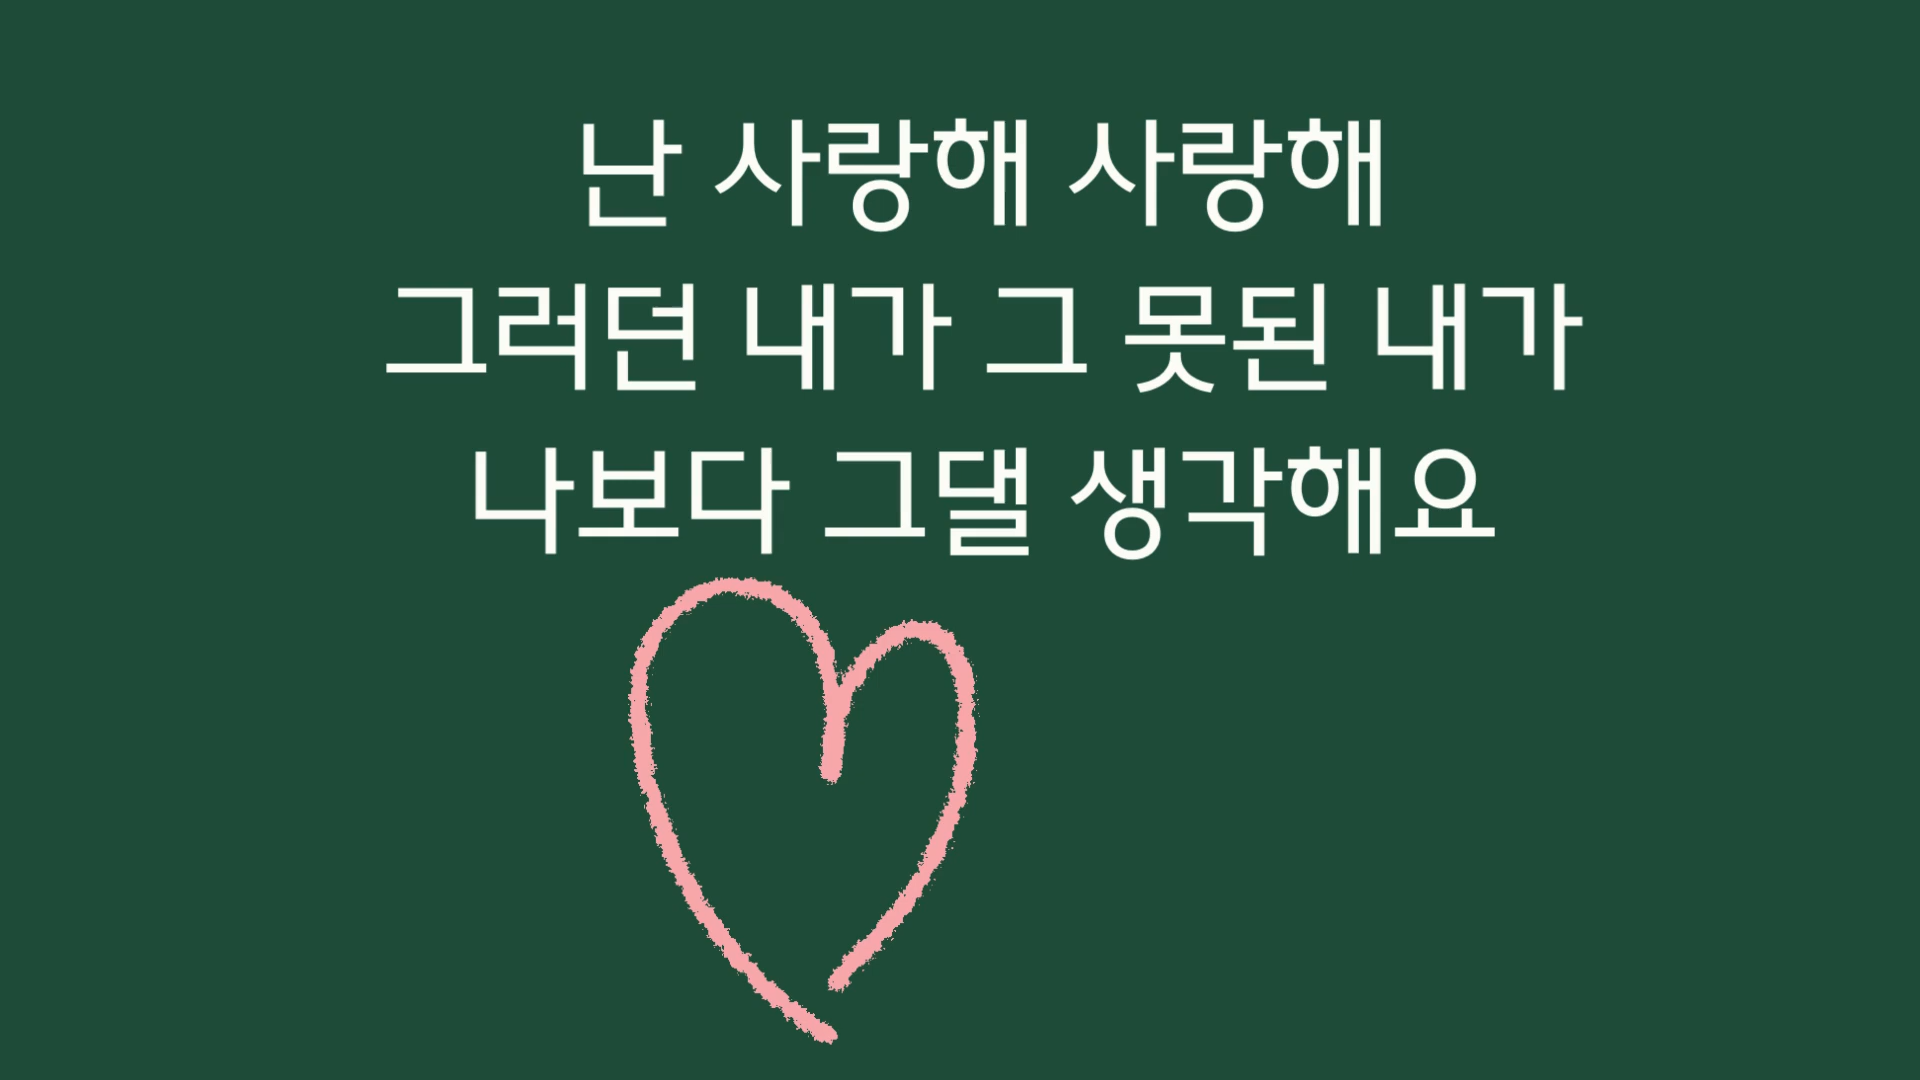 난 사랑해 사랑해
그러던 내가 그 못된 내가
나보다 그댈 생각해요